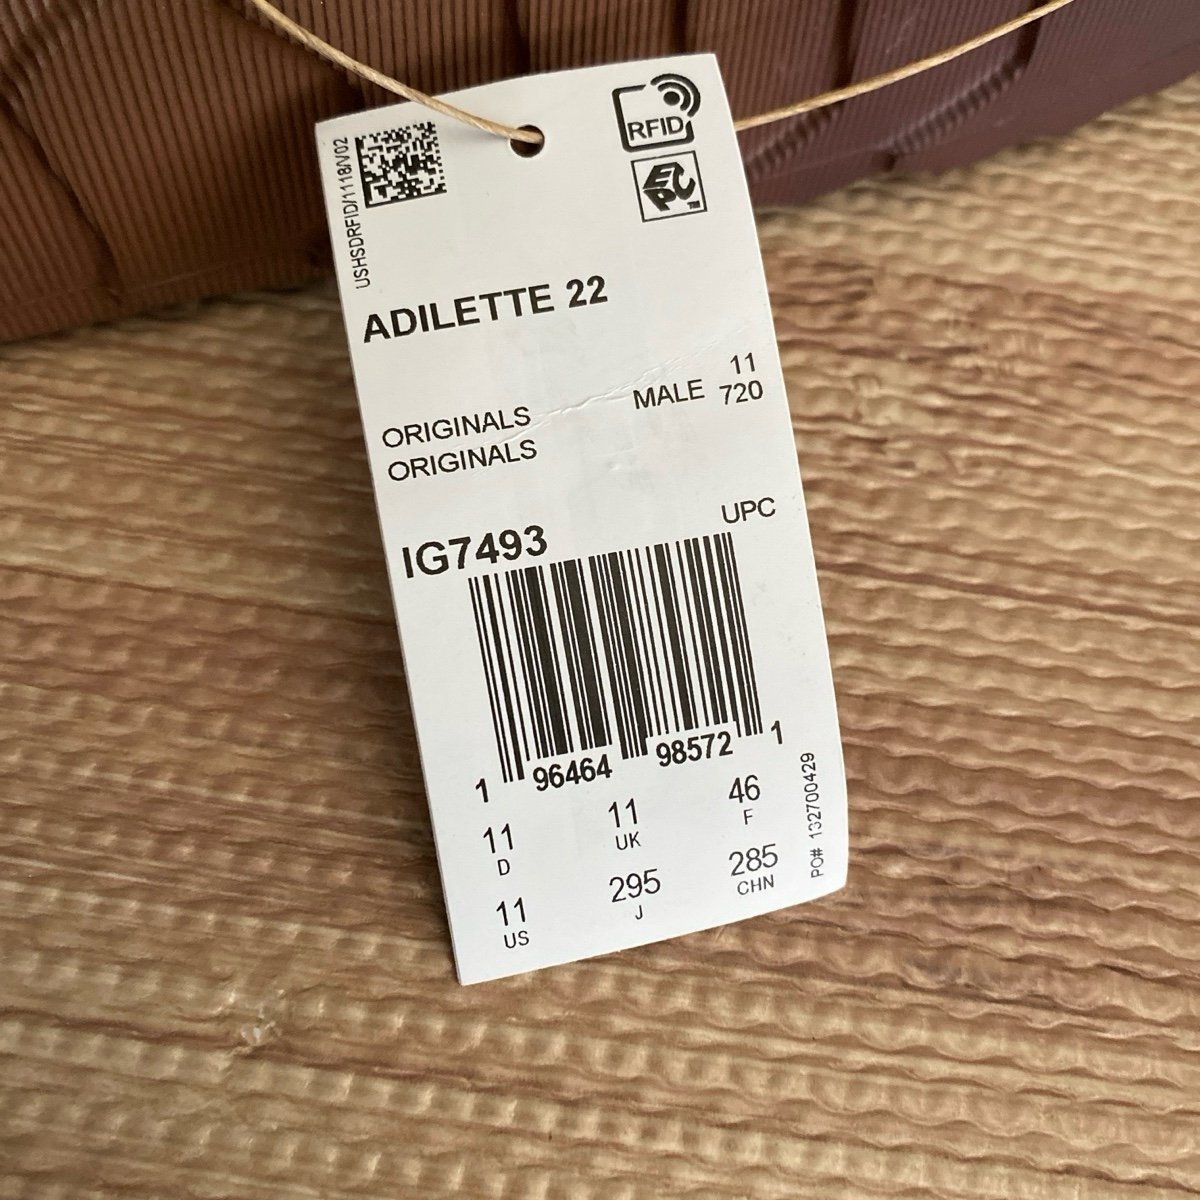 USHSDRFID/1118/V02
RFID
EPC™
ADILETTE 22
11
MALE 720
ORIGINALS
ORIGINALS
UPC
IG7493
1 96464 98572 1
11 11 46
D UK F
11 295 285
US J CHN
PO# 132700429